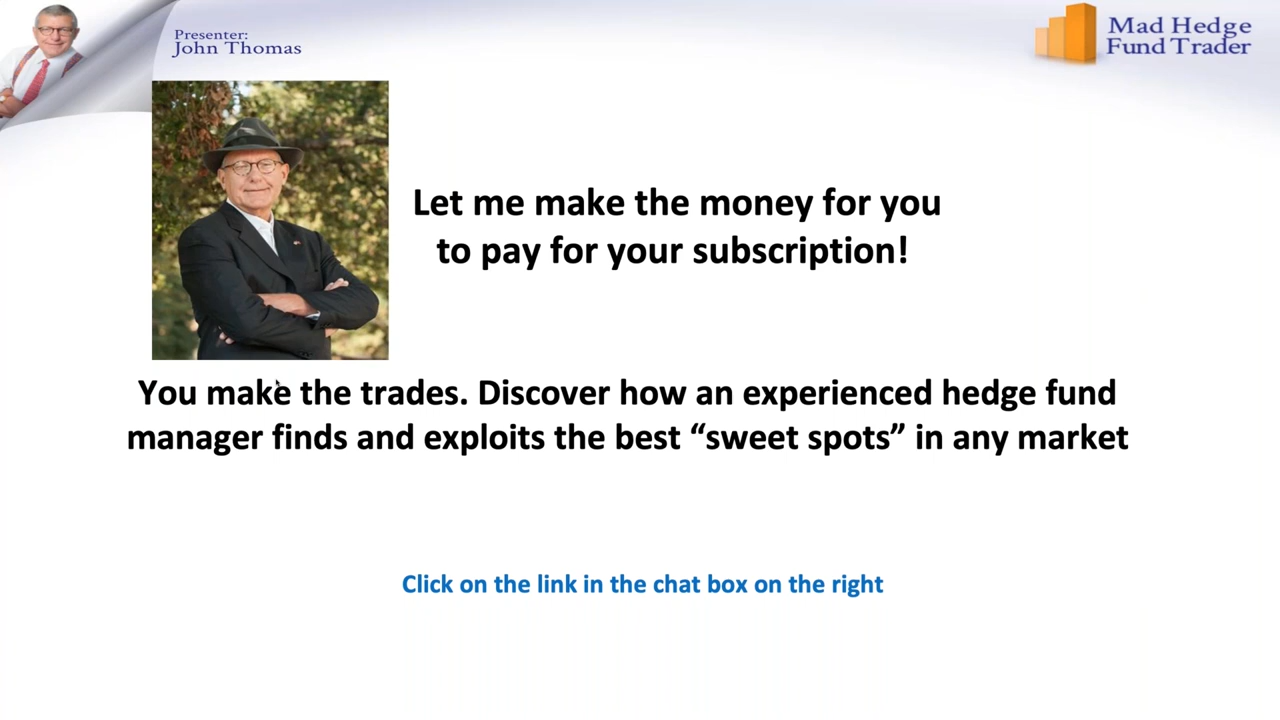 Presenter:
John Thomas
Mad Hedge
Fund Trader
Let me make the money for you
to pay for your subscription!
You make the trades. Discover how an experienced hedge fund
manager finds and exploits the best “sweet spots” in any market
Click on the link in the chat box on the right